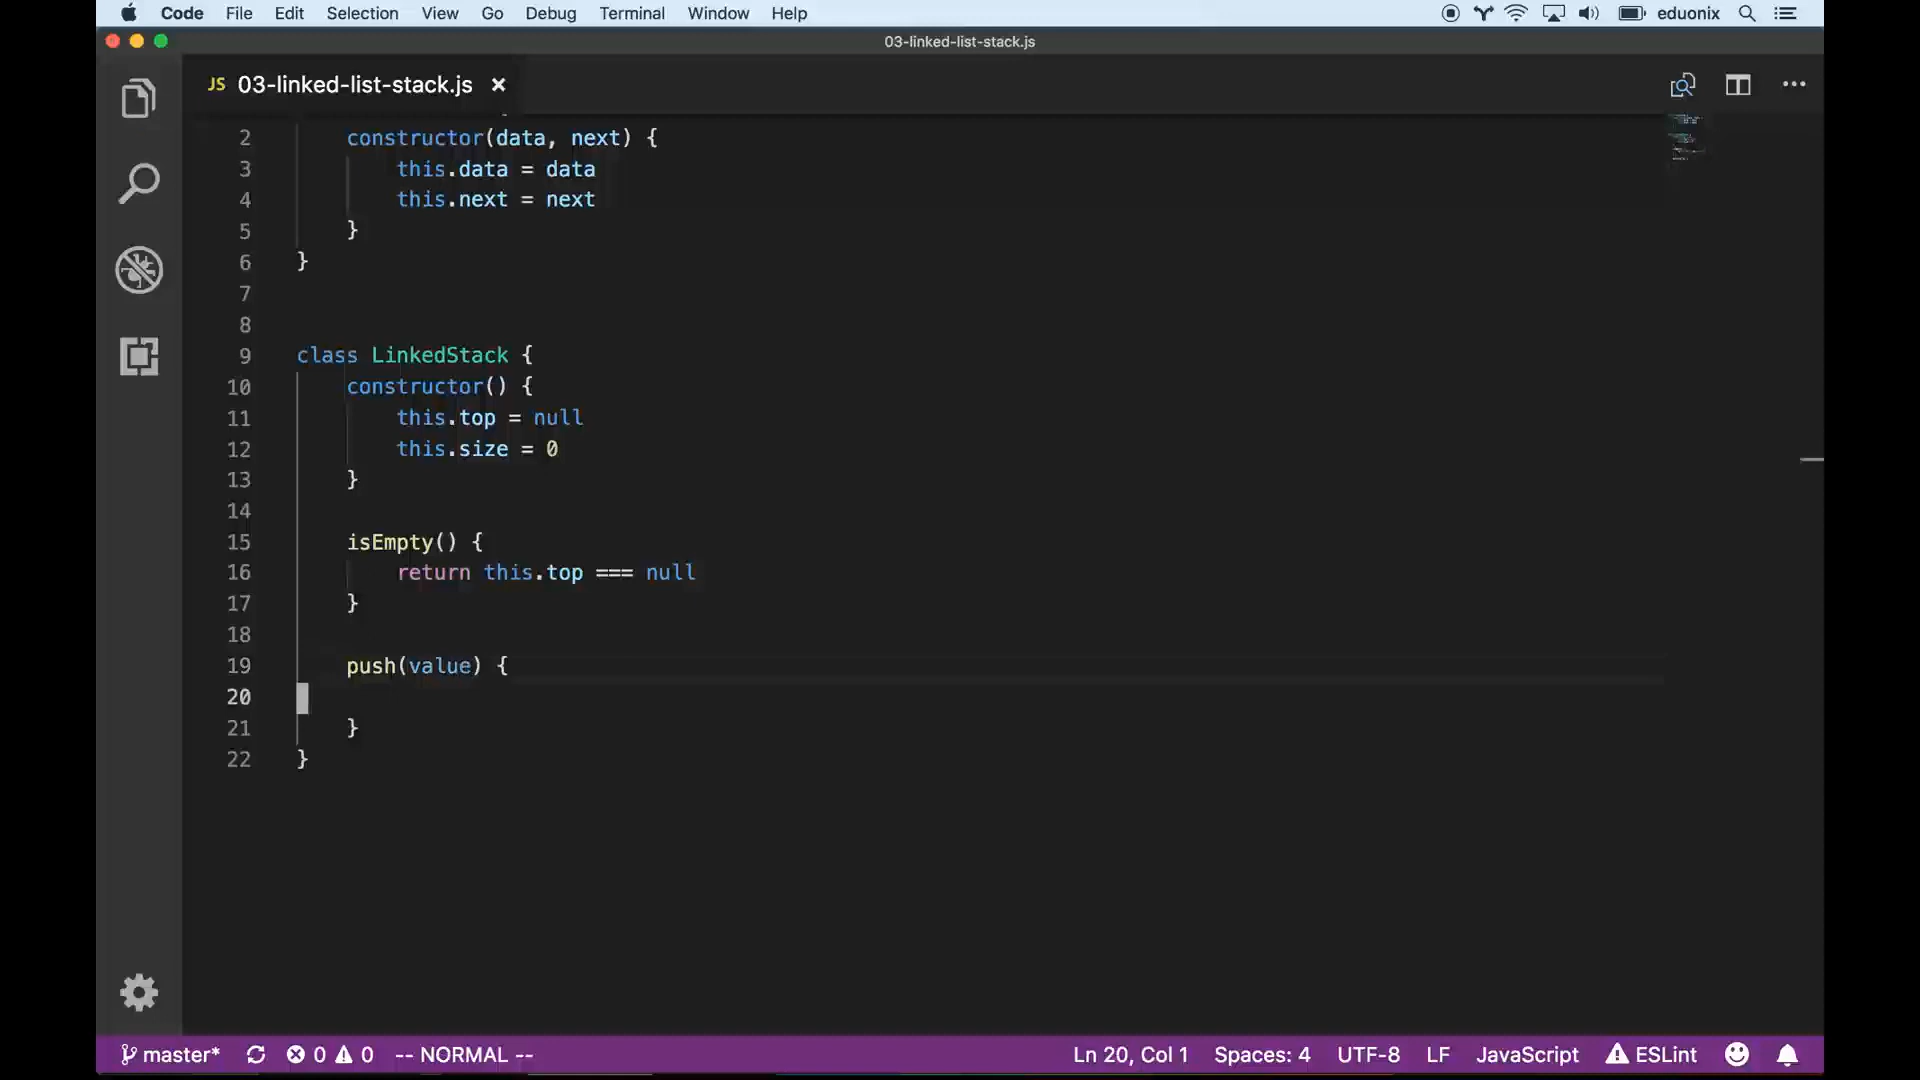 Code File Edit Selection View Go Debug Terminal Window Help eduonix
03-linked-list-stack.js
JS 03-linked-list-stack.js
2 constructor(data, next) {
3 this.data = data
4 this.next = next
5 }
6 }
7
8
9 class LinkedStack {
10 constructor() {
11 this.top = null
12 this.size = 0
13 }
14
15 isEmpty() {
16 return this.top === null
17 }
18
19 push(value) {
20
21 }
22 }
master* 0 0 -- NORMAL -- Ln 20, Col 1 Spaces: 4 UTF-8 LF JavaScript ESLint